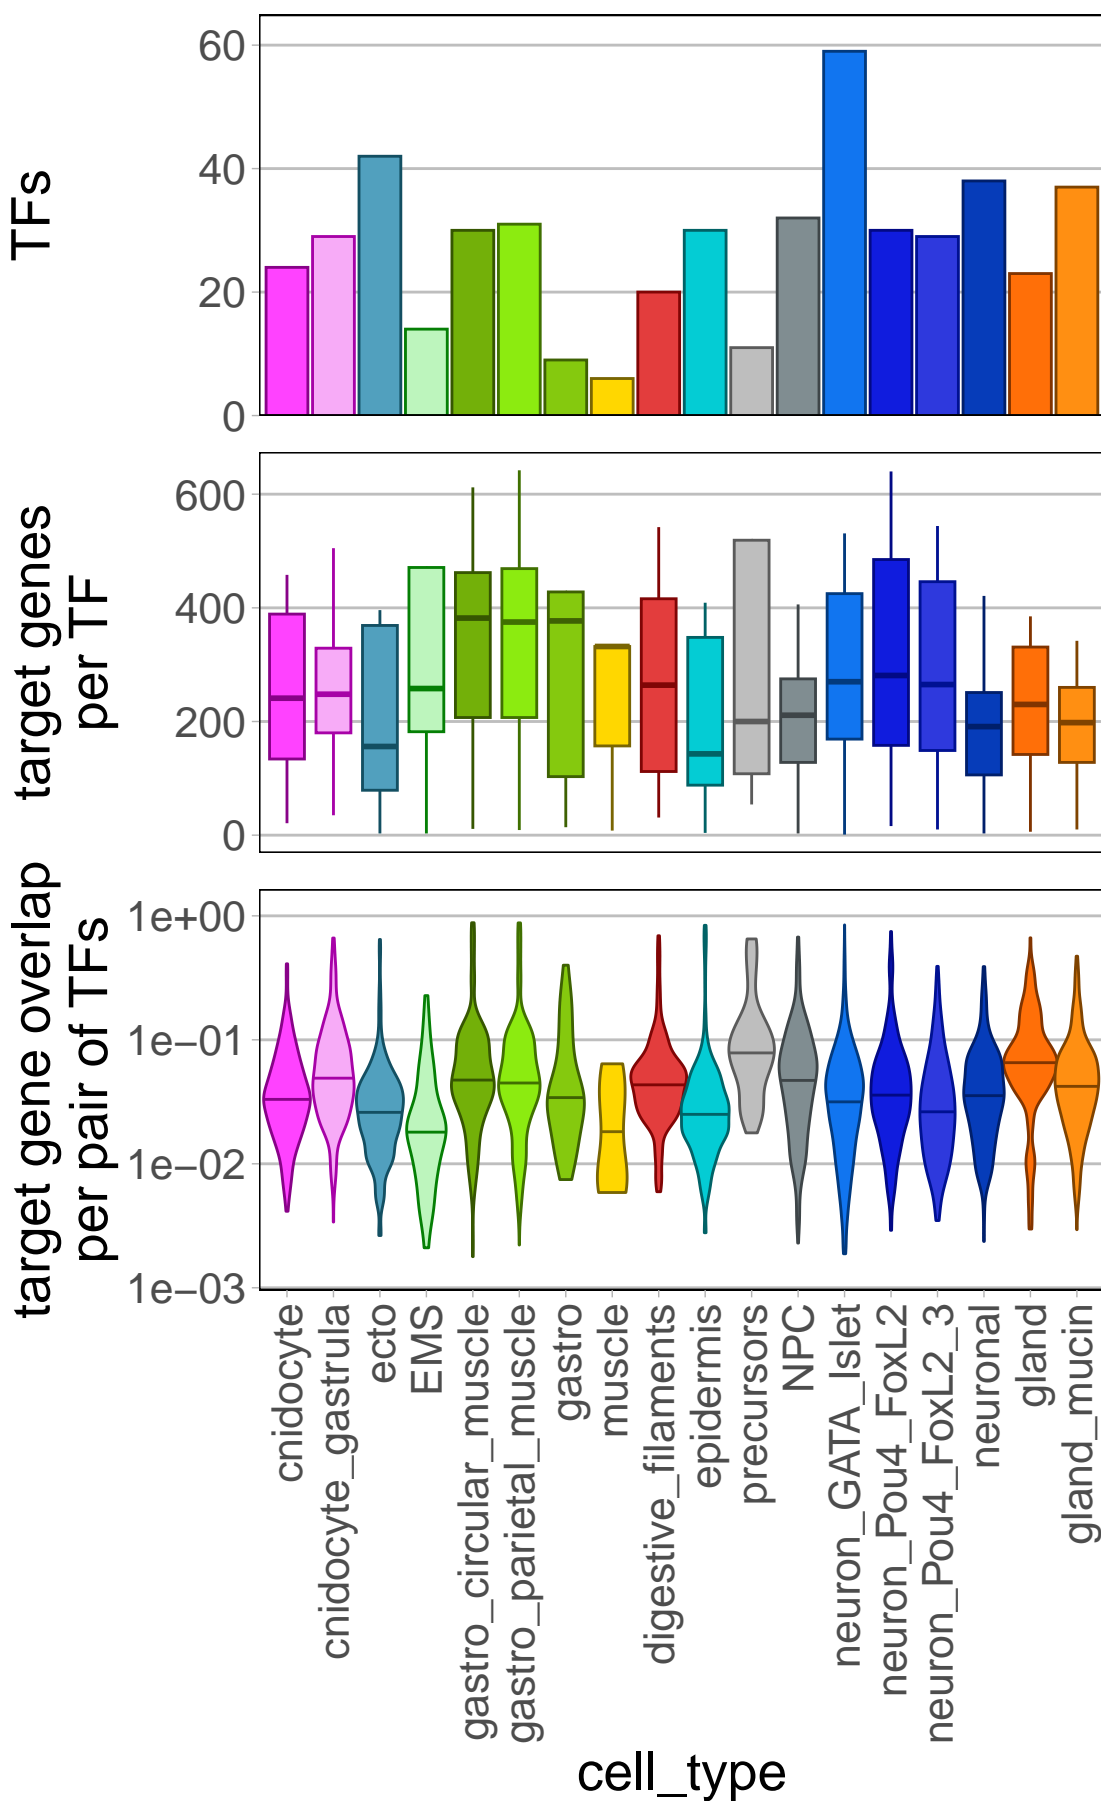 TFs
60
40
20
0
target genes
per TF
600
400
200
0
target gene overlap
per pair of TFs
1e+00
1e−01
1e−02
1e−03
cnidocyte
cnidocyte_gastrula
ecto
EMS
gastro_circular_muscle
gastro_parietal_muscle
gastro
muscle
digestive_filaments
epidermis
precursors
NPC
neuron_GATA_Islet
neuron_Pou4_FoxL2
neuron_Pou4_FoxL2_3
neuronal
gland
gland_mucin
cell_type